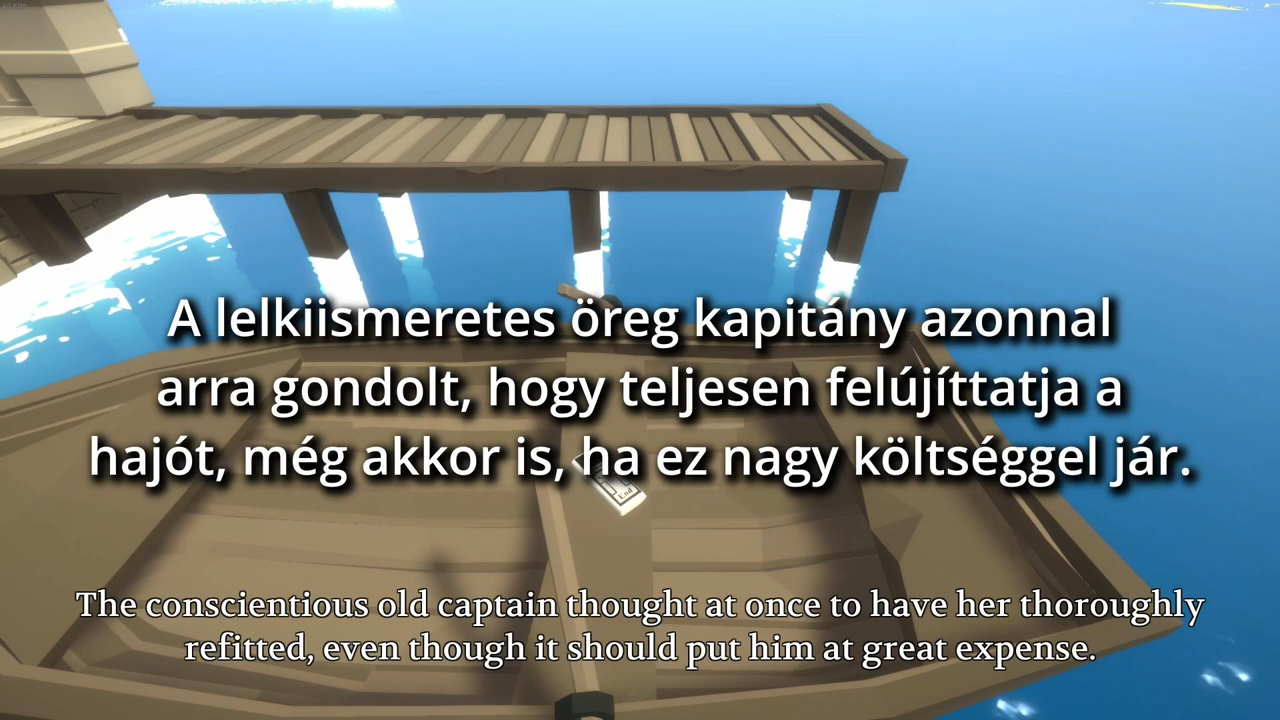 A lelkiismeretes öreg kapitány azonnal
arra gondolt, hogy teljesen felújíttatja a
hajót, még akkor is, ha ez nagy költséggel jár.
End
The conscientious old captain thought at once to have her thoroughly
refitted, even though it should put him at great expense.